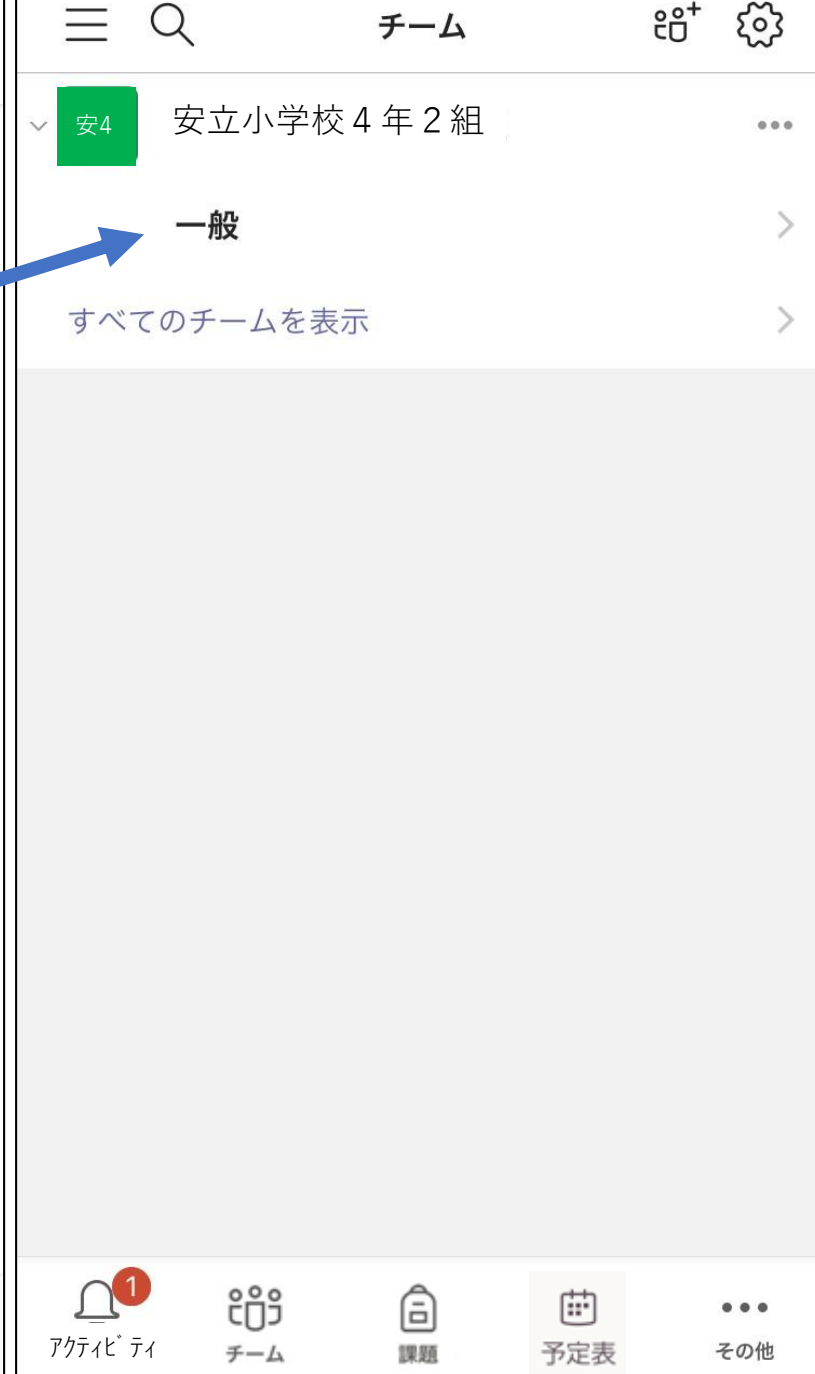 チーム
安4
安立小学校４年２組
一般
すべてのチームを表示
1
アクティビティ
チーム
課題
予定表
その他